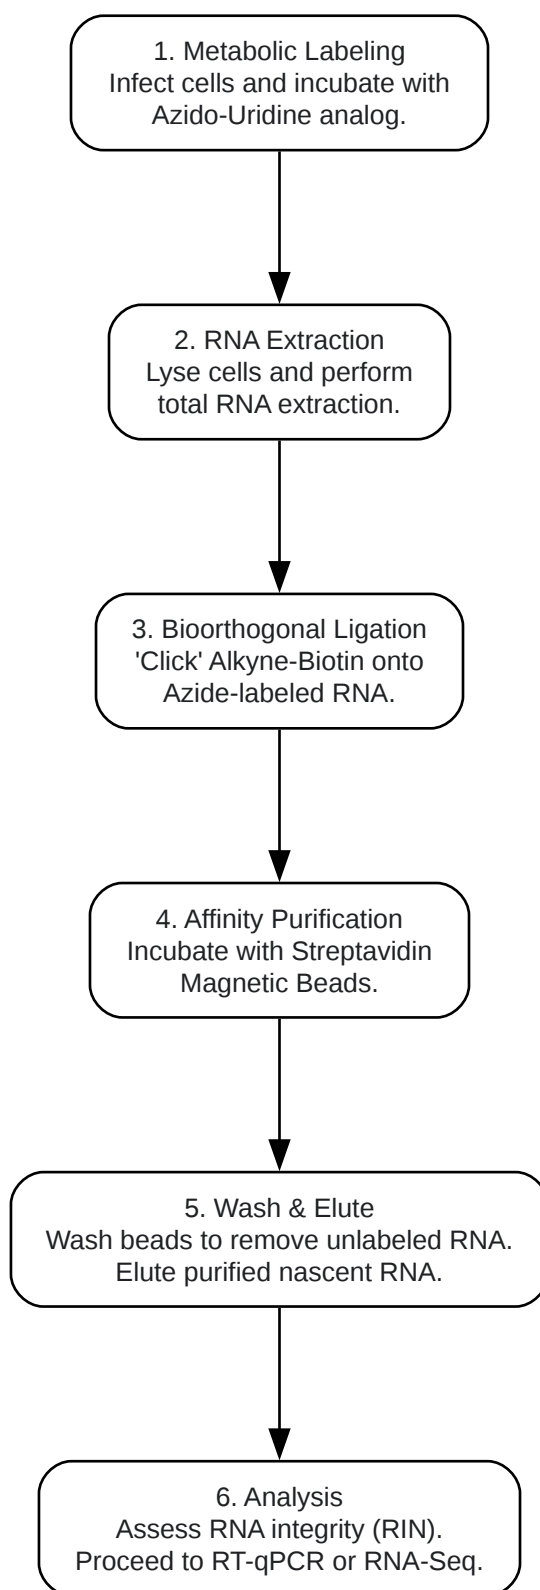 1. Metabolic Labeling
Infect cells and incubate with
Azido-Uridine analog.
2. RNA Extraction
Lyse cells and perform
total RNA extraction.
3. Bioorthogonal Ligation
'Click' Alkyne-Biotin onto
Azide-labeled RNA.
4. Affinity Purification
Incubate with Streptavidin
Magnetic Beads.
5. Wash & Elute
Wash beads to remove unlabeled RNA.
Elute purified nascent RNA.
6. Analysis
Assess RNA integrity (RIN).
Proceed to RT-qPCR or RNA-Seq.